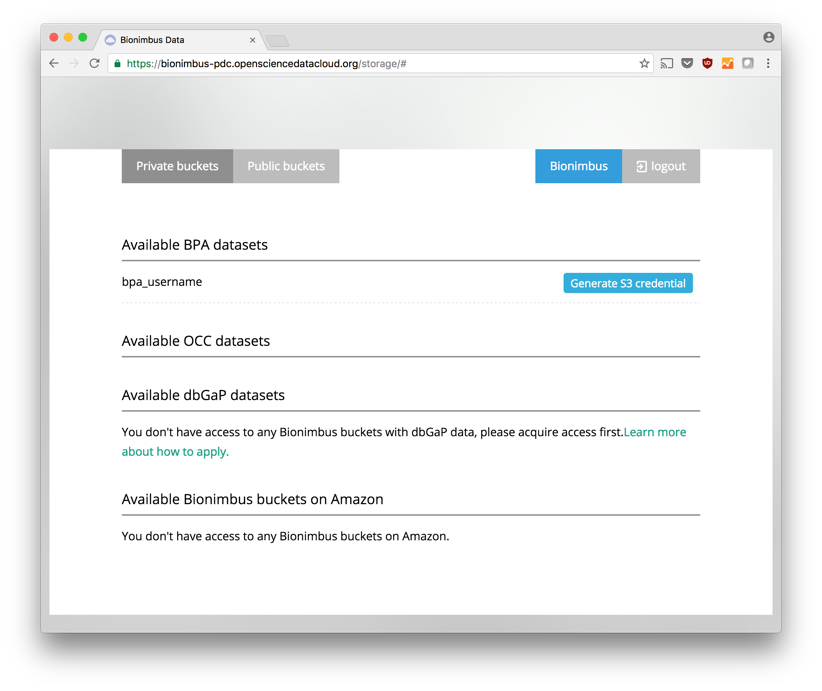 Bionimbus Data
https://bionimbus-pdc.opensciencedatacloud.org/storage/#
Private buckets
Public buckets
Bionimbus
logout
Available BPA datasets
bpa_username
Generate S3 credential
Available OCC datasets
Available dbGaP datasets
You don't have access to any Bionimbus buckets with dbGaP data, please acquire access first.Learn more
about how to apply.
Available Bionimbus buckets on Amazon
You don't have access to any Bionimbus buckets on Amazon.